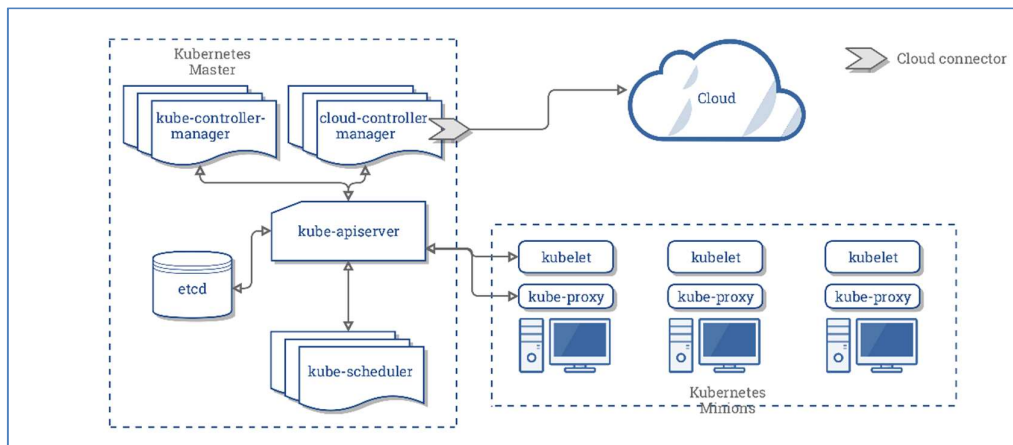 Kubernetes
Master
kube-controller-
manager
cloud-controller
manager
Cloud
Cloud connector
kube-apiserver
etcd
kube-scheduler
kubelet
kubelet
kubelet
kube-proxy
kube-proxy
kube-proxy
Kubernetes
Minions